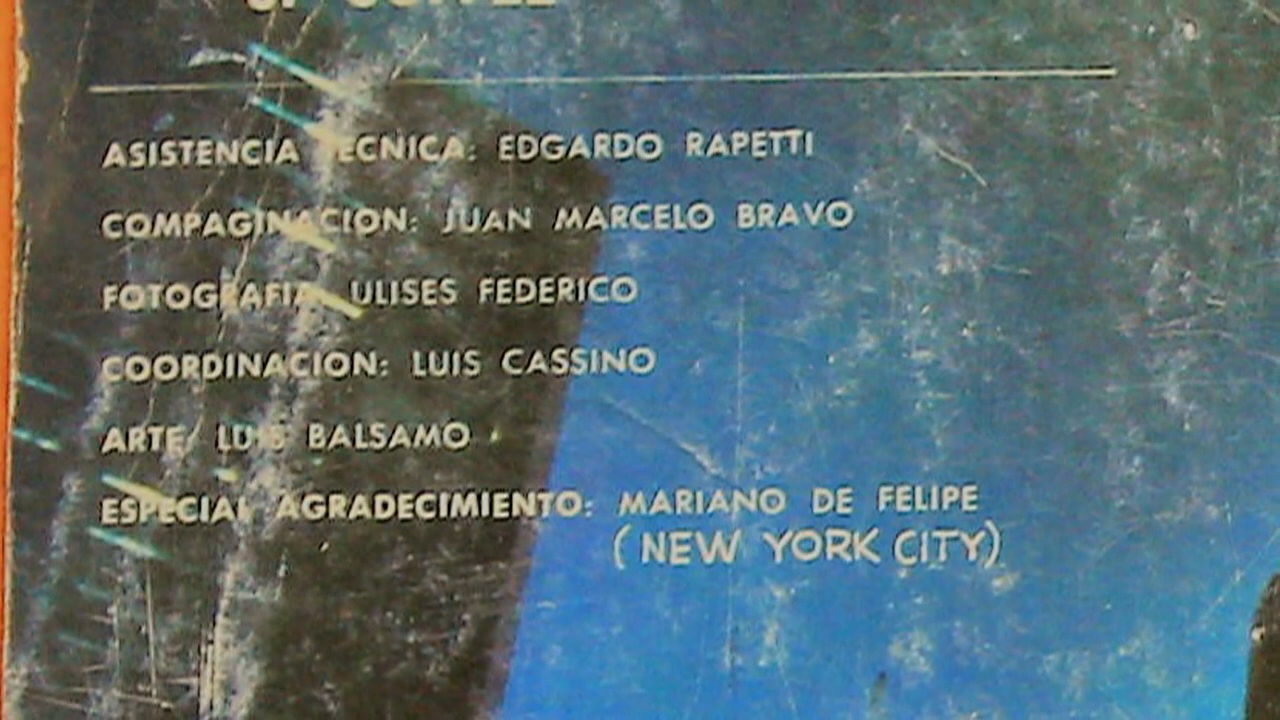 ASISTENCIA TECNICA: EDGARDO RAPETTI
COMPAGINACION: JUAN MARCELO BRAVO
FOTOGRAFIA: ULISES FEDERICO
COORDINACION: LUIS CASSINO
ARTE: LUIS BALSAMO
ESPECIAL AGRADECIMIENTO: MARIANO DE FELIPE
(NEW YORK CITY)